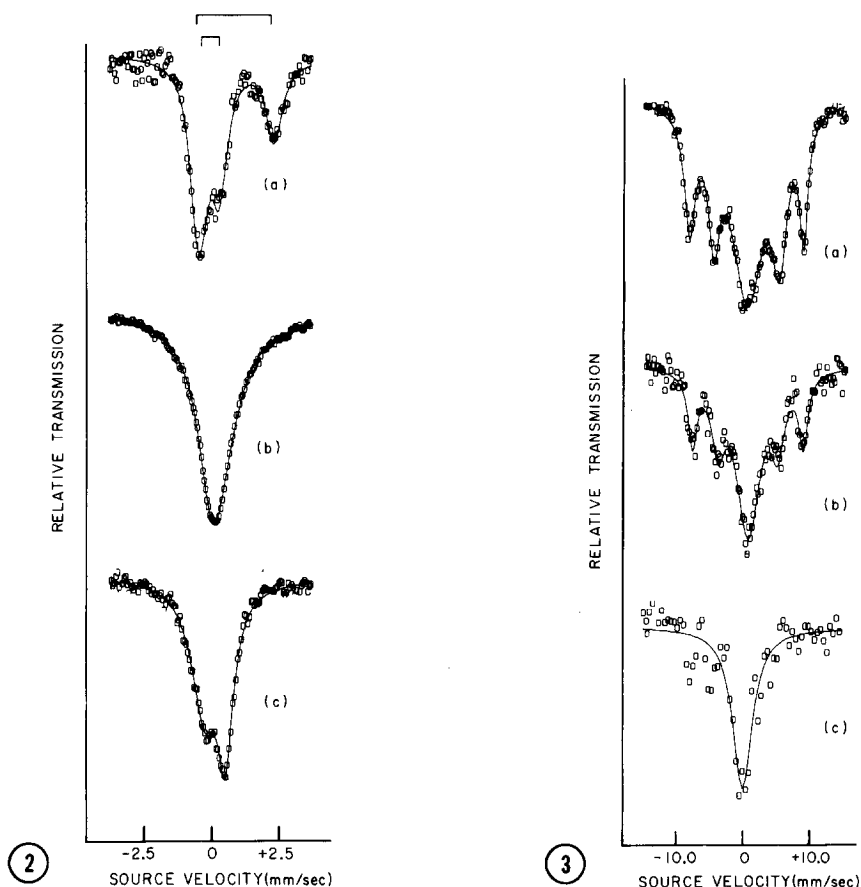 (a)
(b)
(c)
RELATIVE TRANSMISSION
-2.5 0 +2.5
SOURCE VELOCITY(mm/sec)
2
(a)
(b)
(c)
RELATIVE TRANSMISSION
-10.0 0 +10.0
SOURCE VELOCITY(mm/sec)
3